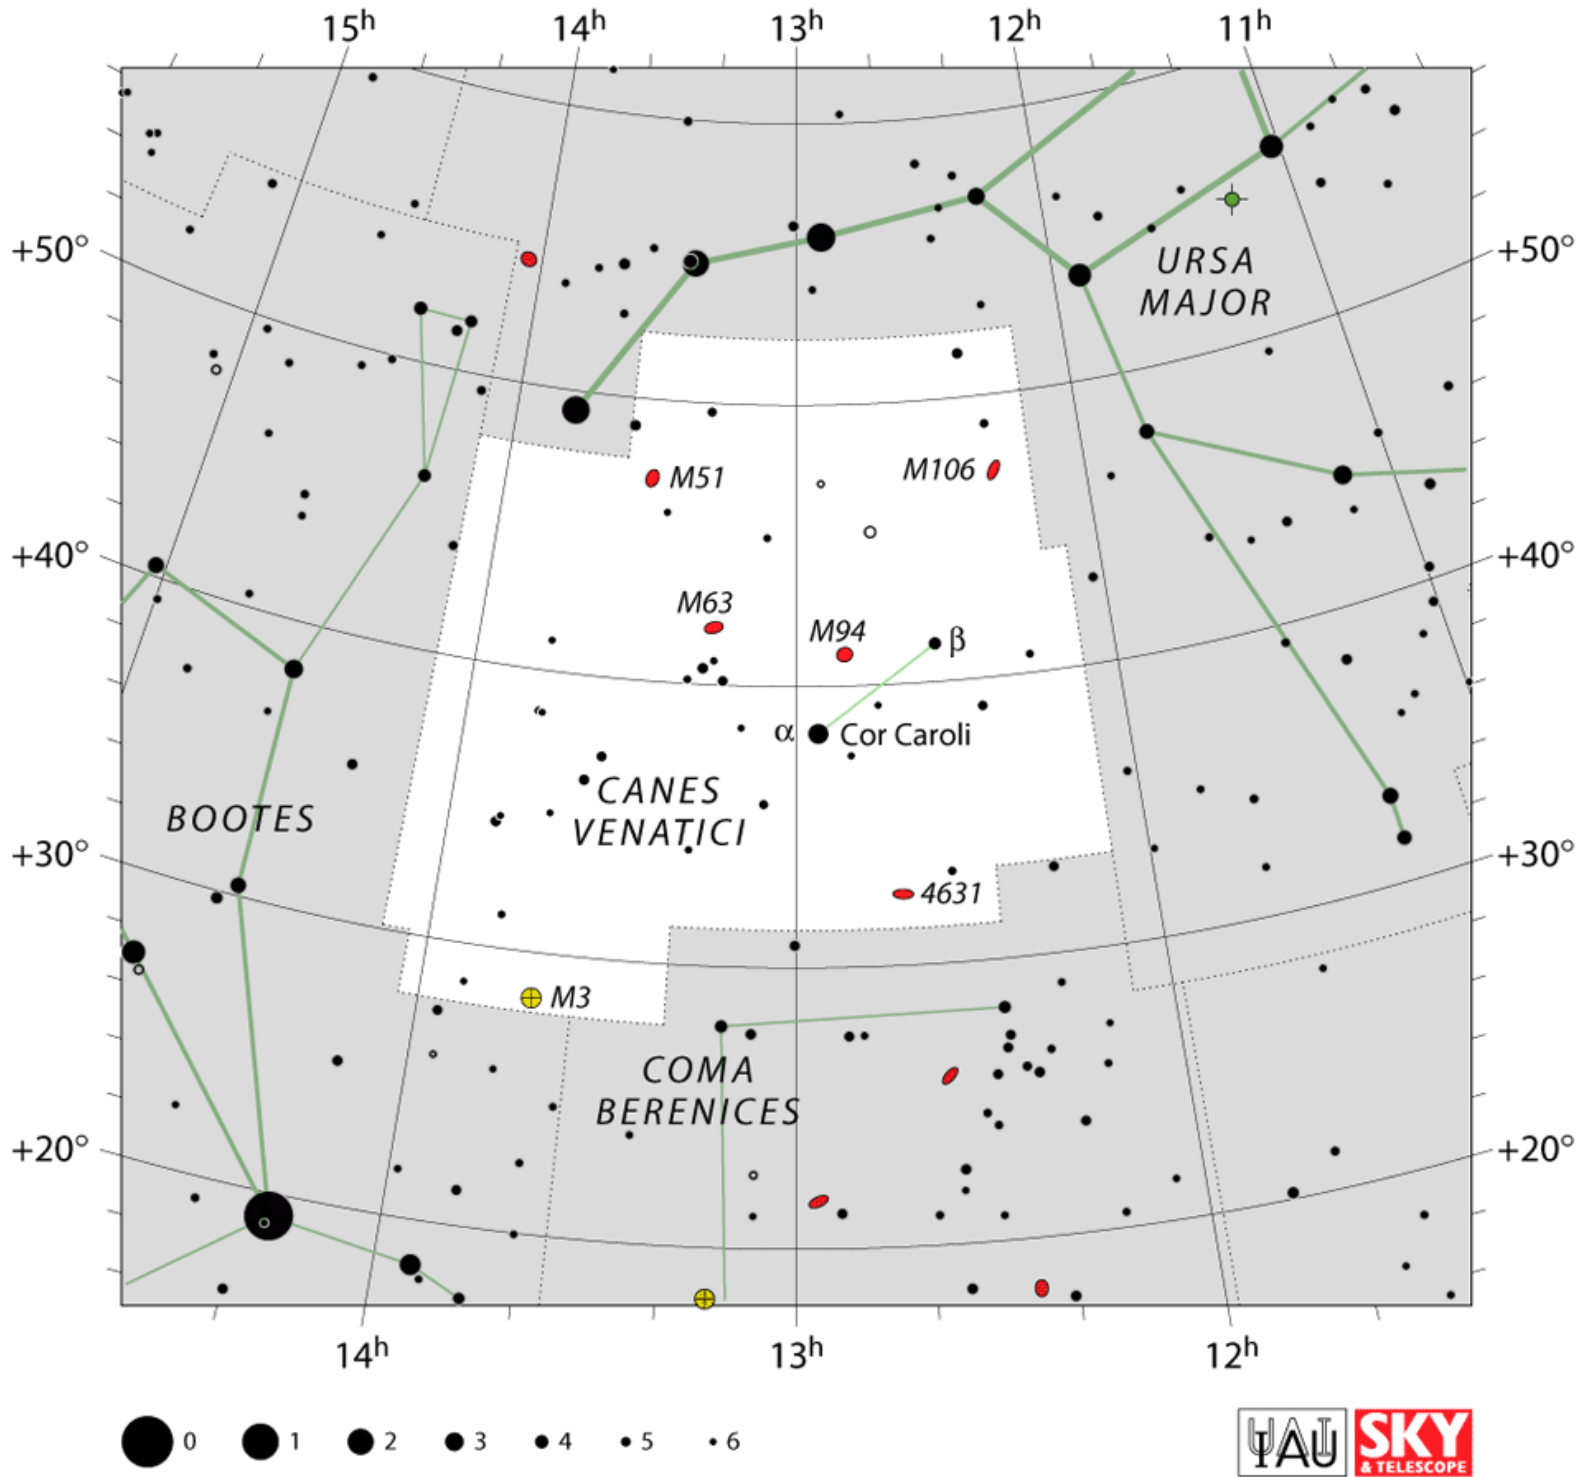 15h 14h 13h 12h 11h
+50° +50°
URSA
MAJOR
M51 M106
+40° +40°
M63
M94 β
α Cor Caroli
CANES
VENATICI
BOOTES
+30° +30°
4631
M3
COMA
BERENICES
+20° +20°
14h 13h 12h
0 1 2 3 4 5 6
IAU SKY
& TELESCOPE